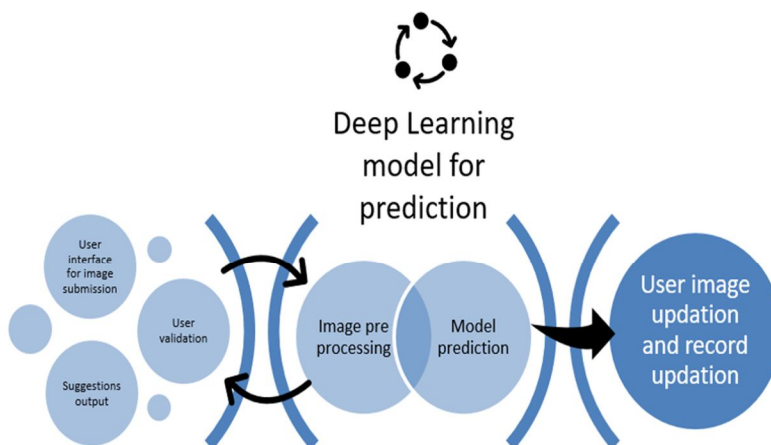 Deep Learning
model for
prediction
User
interface
for image
submission
User
validation
Suggestions
output
Image pre
processing
Model
prediction
User image
updation
and record
updation